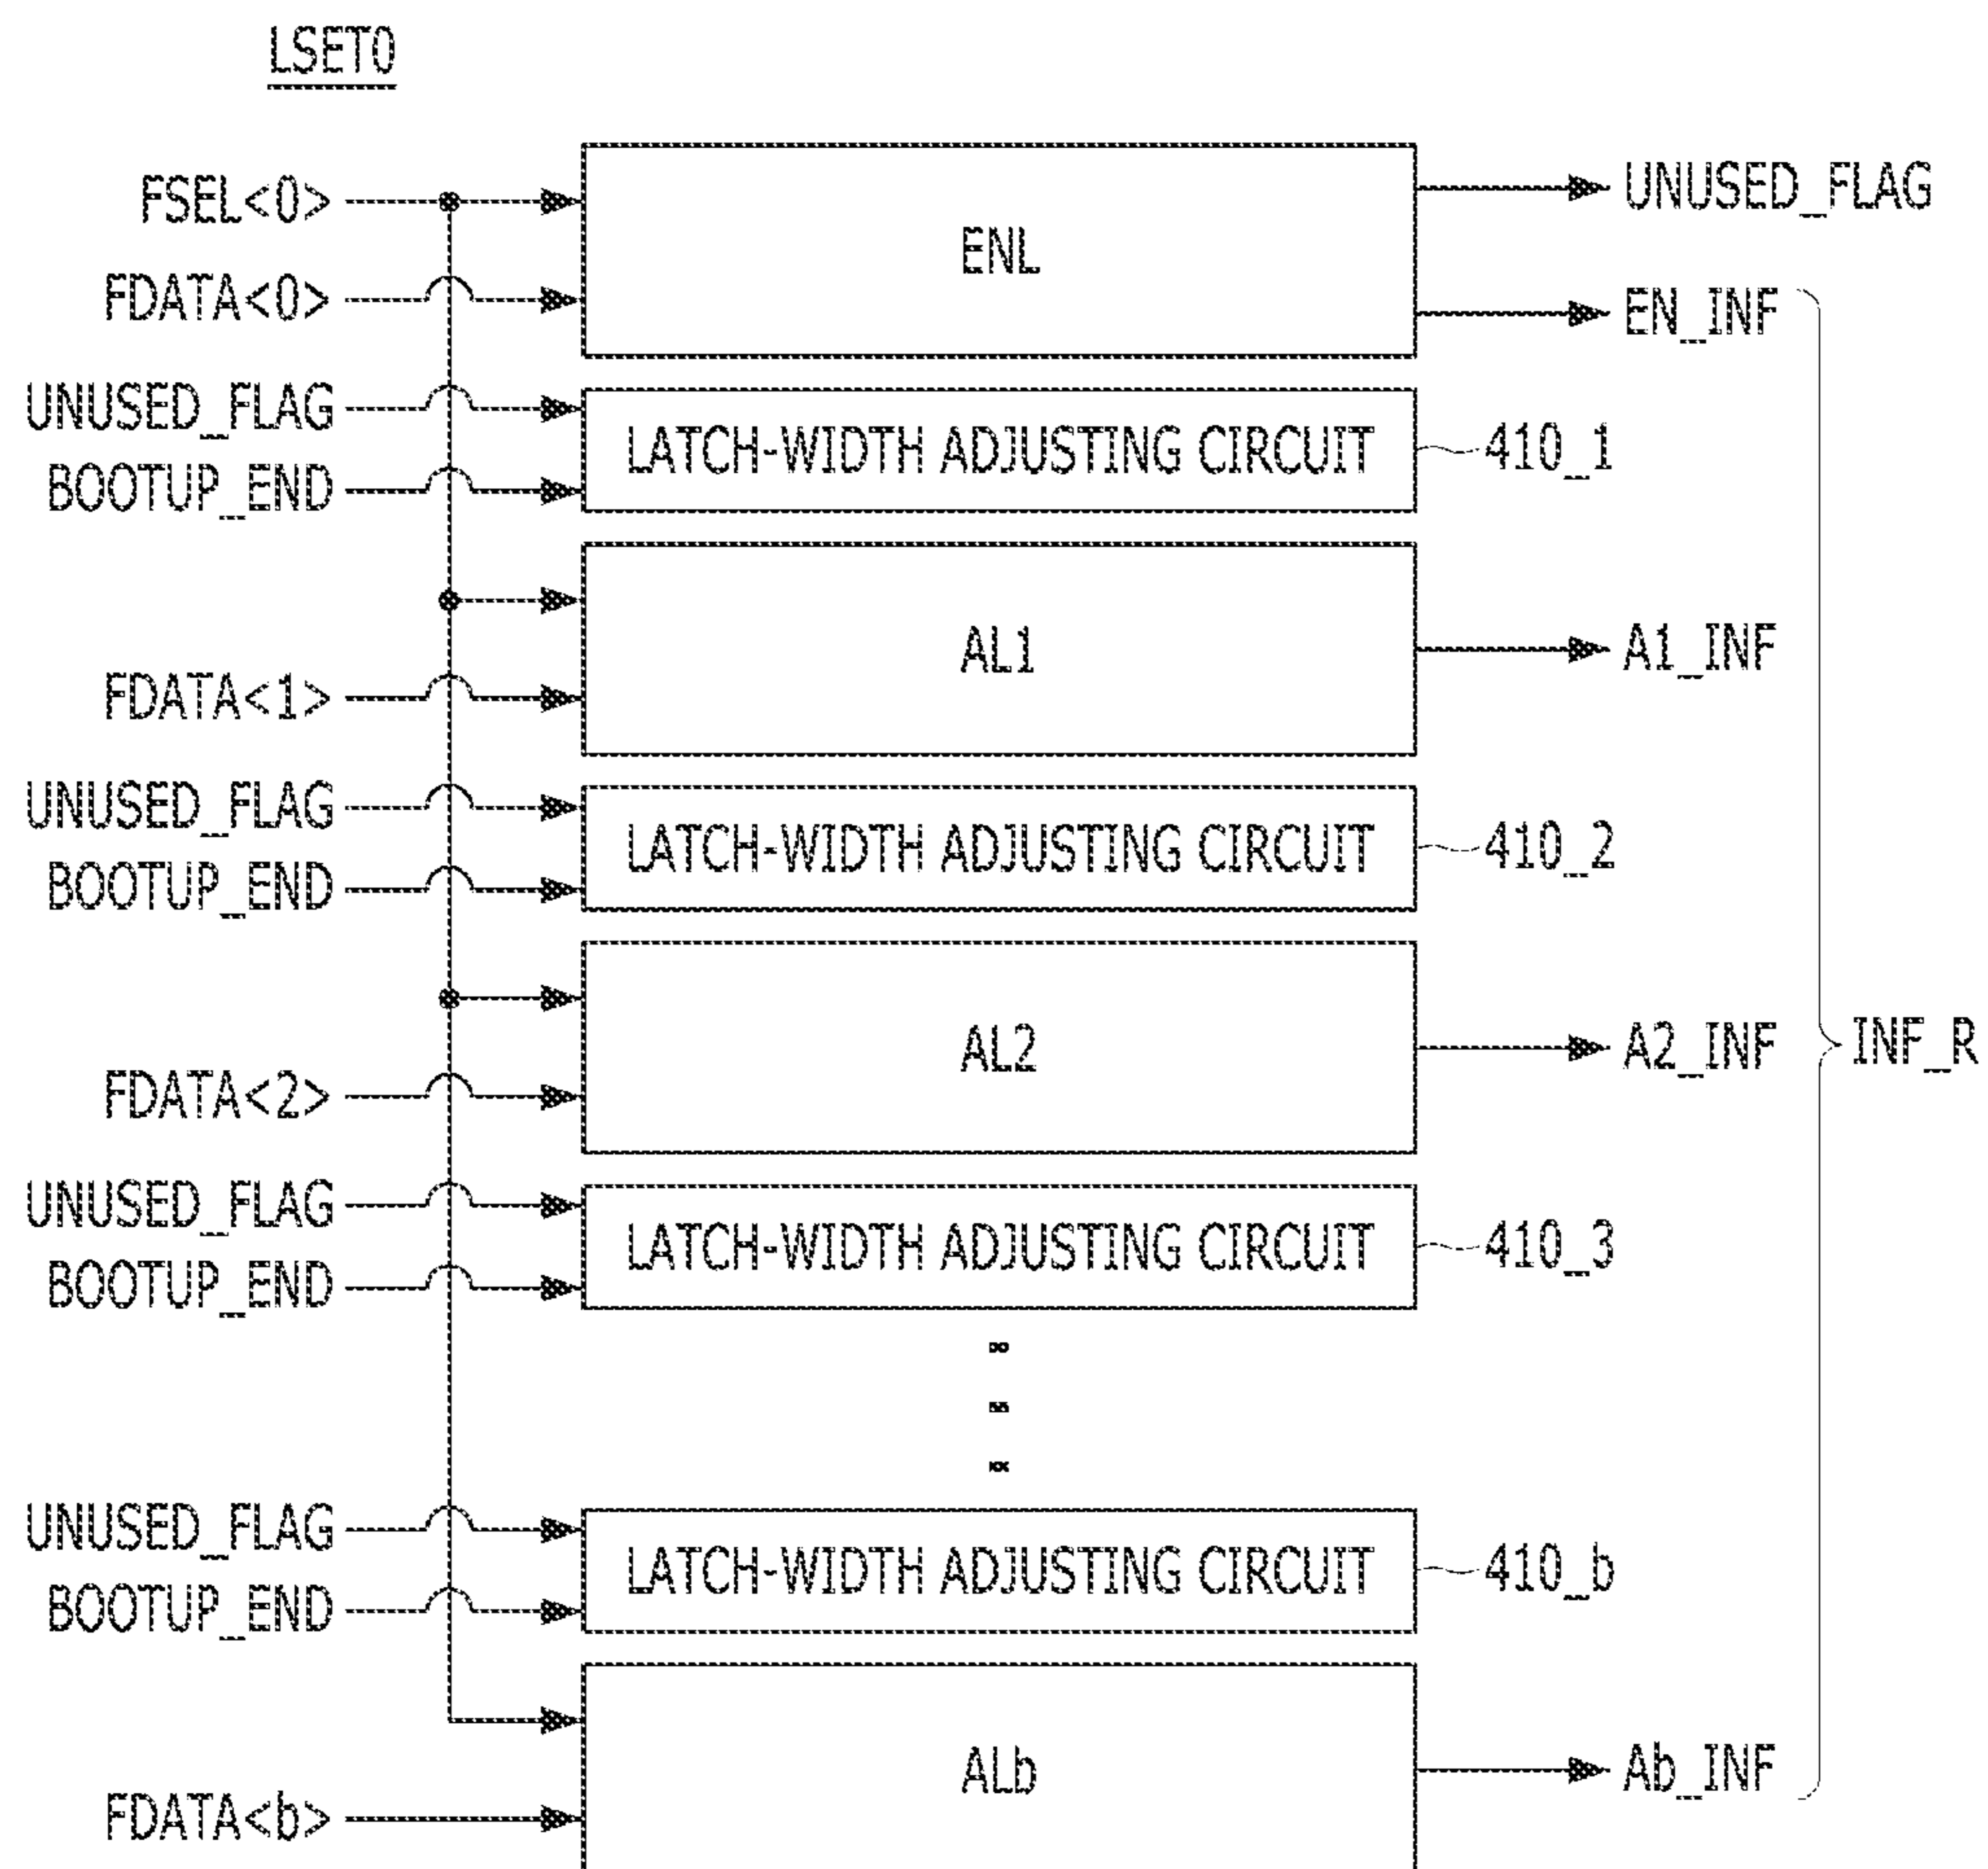 LSET0
FSEL<0>
ENL
UNUSED_FLAG
FDATA<0>
EN_INF
UNUSED_FLAG
LATCH-WIDTH ADJUSTING CIRCUIT
410_1
BOOTUP_END
AL1
A1_INF
FDATA<1>
UNUSED_FLAG
LATCH-WIDTH ADJUSTING CIRCUIT
410_2
BOOTUP_END
AL2
A2_INF
INF_R
FDATA<2>
UNUSED_FLAG
LATCH-WIDTH ADJUSTING CIRCUIT
410_3
BOOTUP_END
UNUSED_FLAG
LATCH-WIDTH ADJUSTING CIRCUIT
410_b
BOOTUP_END
ALb
Ab_INF
FDATA<b>